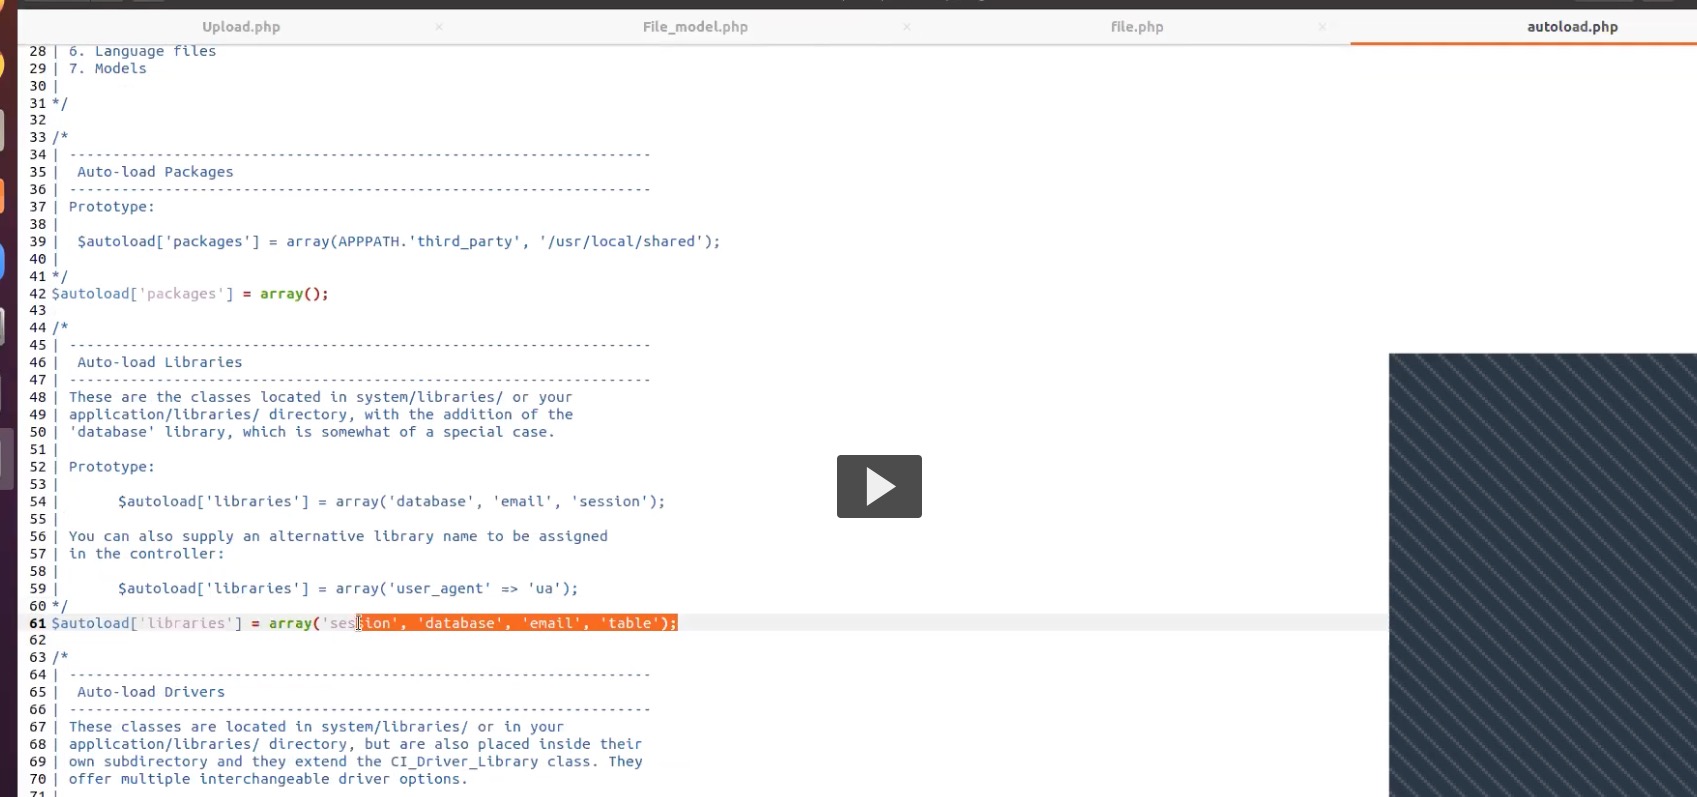 Upload.php × File_model.php × file.php × autoload.php
28 | 6. Language files
29 | 7. Models
30 |
31 */
32
33 /*
34 | -------------------------------------------------------------------
35 |  Auto-load Packages
36 | -------------------------------------------------------------------
37 | Prototype:
38 |
39 |  $autoload['packages'] = array(APPPATH.'third_party', '/usr/local/shared');
40 |
41 */
42 $autoload['packages'] = array();
43
44 /*
45 | -------------------------------------------------------------------
46 |  Auto-load Libraries
47 | -------------------------------------------------------------------
48 | These are the classes located in system/libraries/ or your
49 | application/libraries/ directory, with the addition of the
50 | 'database' library, which is somewhat of a special case.
51 |
52 | Prototype:
53 |
54 |       $autoload['libraries'] = array('database', 'email', 'session');
55 |
56 | You can also supply an alternative library name to be assigned
57 | in the controller:
58 |
59 |       $autoload['libraries'] = array('user_agent' => 'ua');
60 */
61 $autoload['libraries'] = array('session', 'database', 'email', 'table');
62
63 /*
64 | -------------------------------------------------------------------
65 |  Auto-load Drivers
66 | -------------------------------------------------------------------
67 | These classes are located in system/libraries/ or in your
68 | application/libraries/ directory, but are also placed inside their
69 | own subdirectory and they extend the CI_Driver_Library class. They
70 | offer multiple interchangeable driver options.
71 |